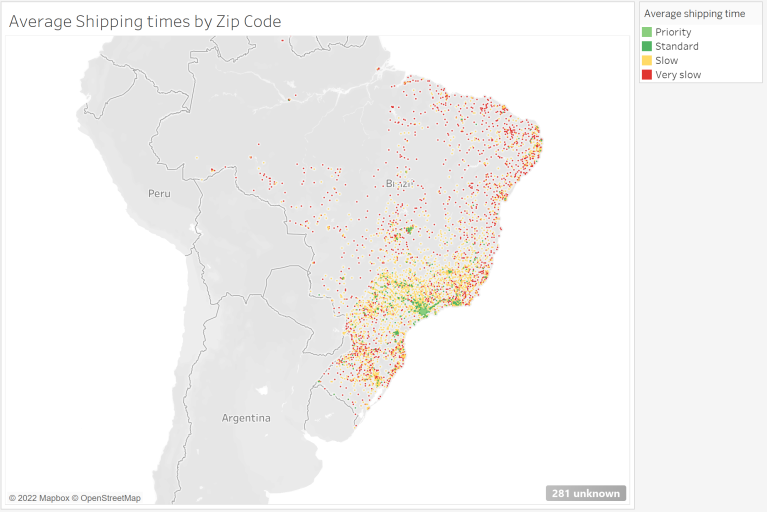 Average Shipping times by Zip Code
Average shipping time
Priority
Standard
Slow
Very slow
Brazil
Peru
Argentina
281 unknown
© 2022 Mapbox © OpenStreetMap